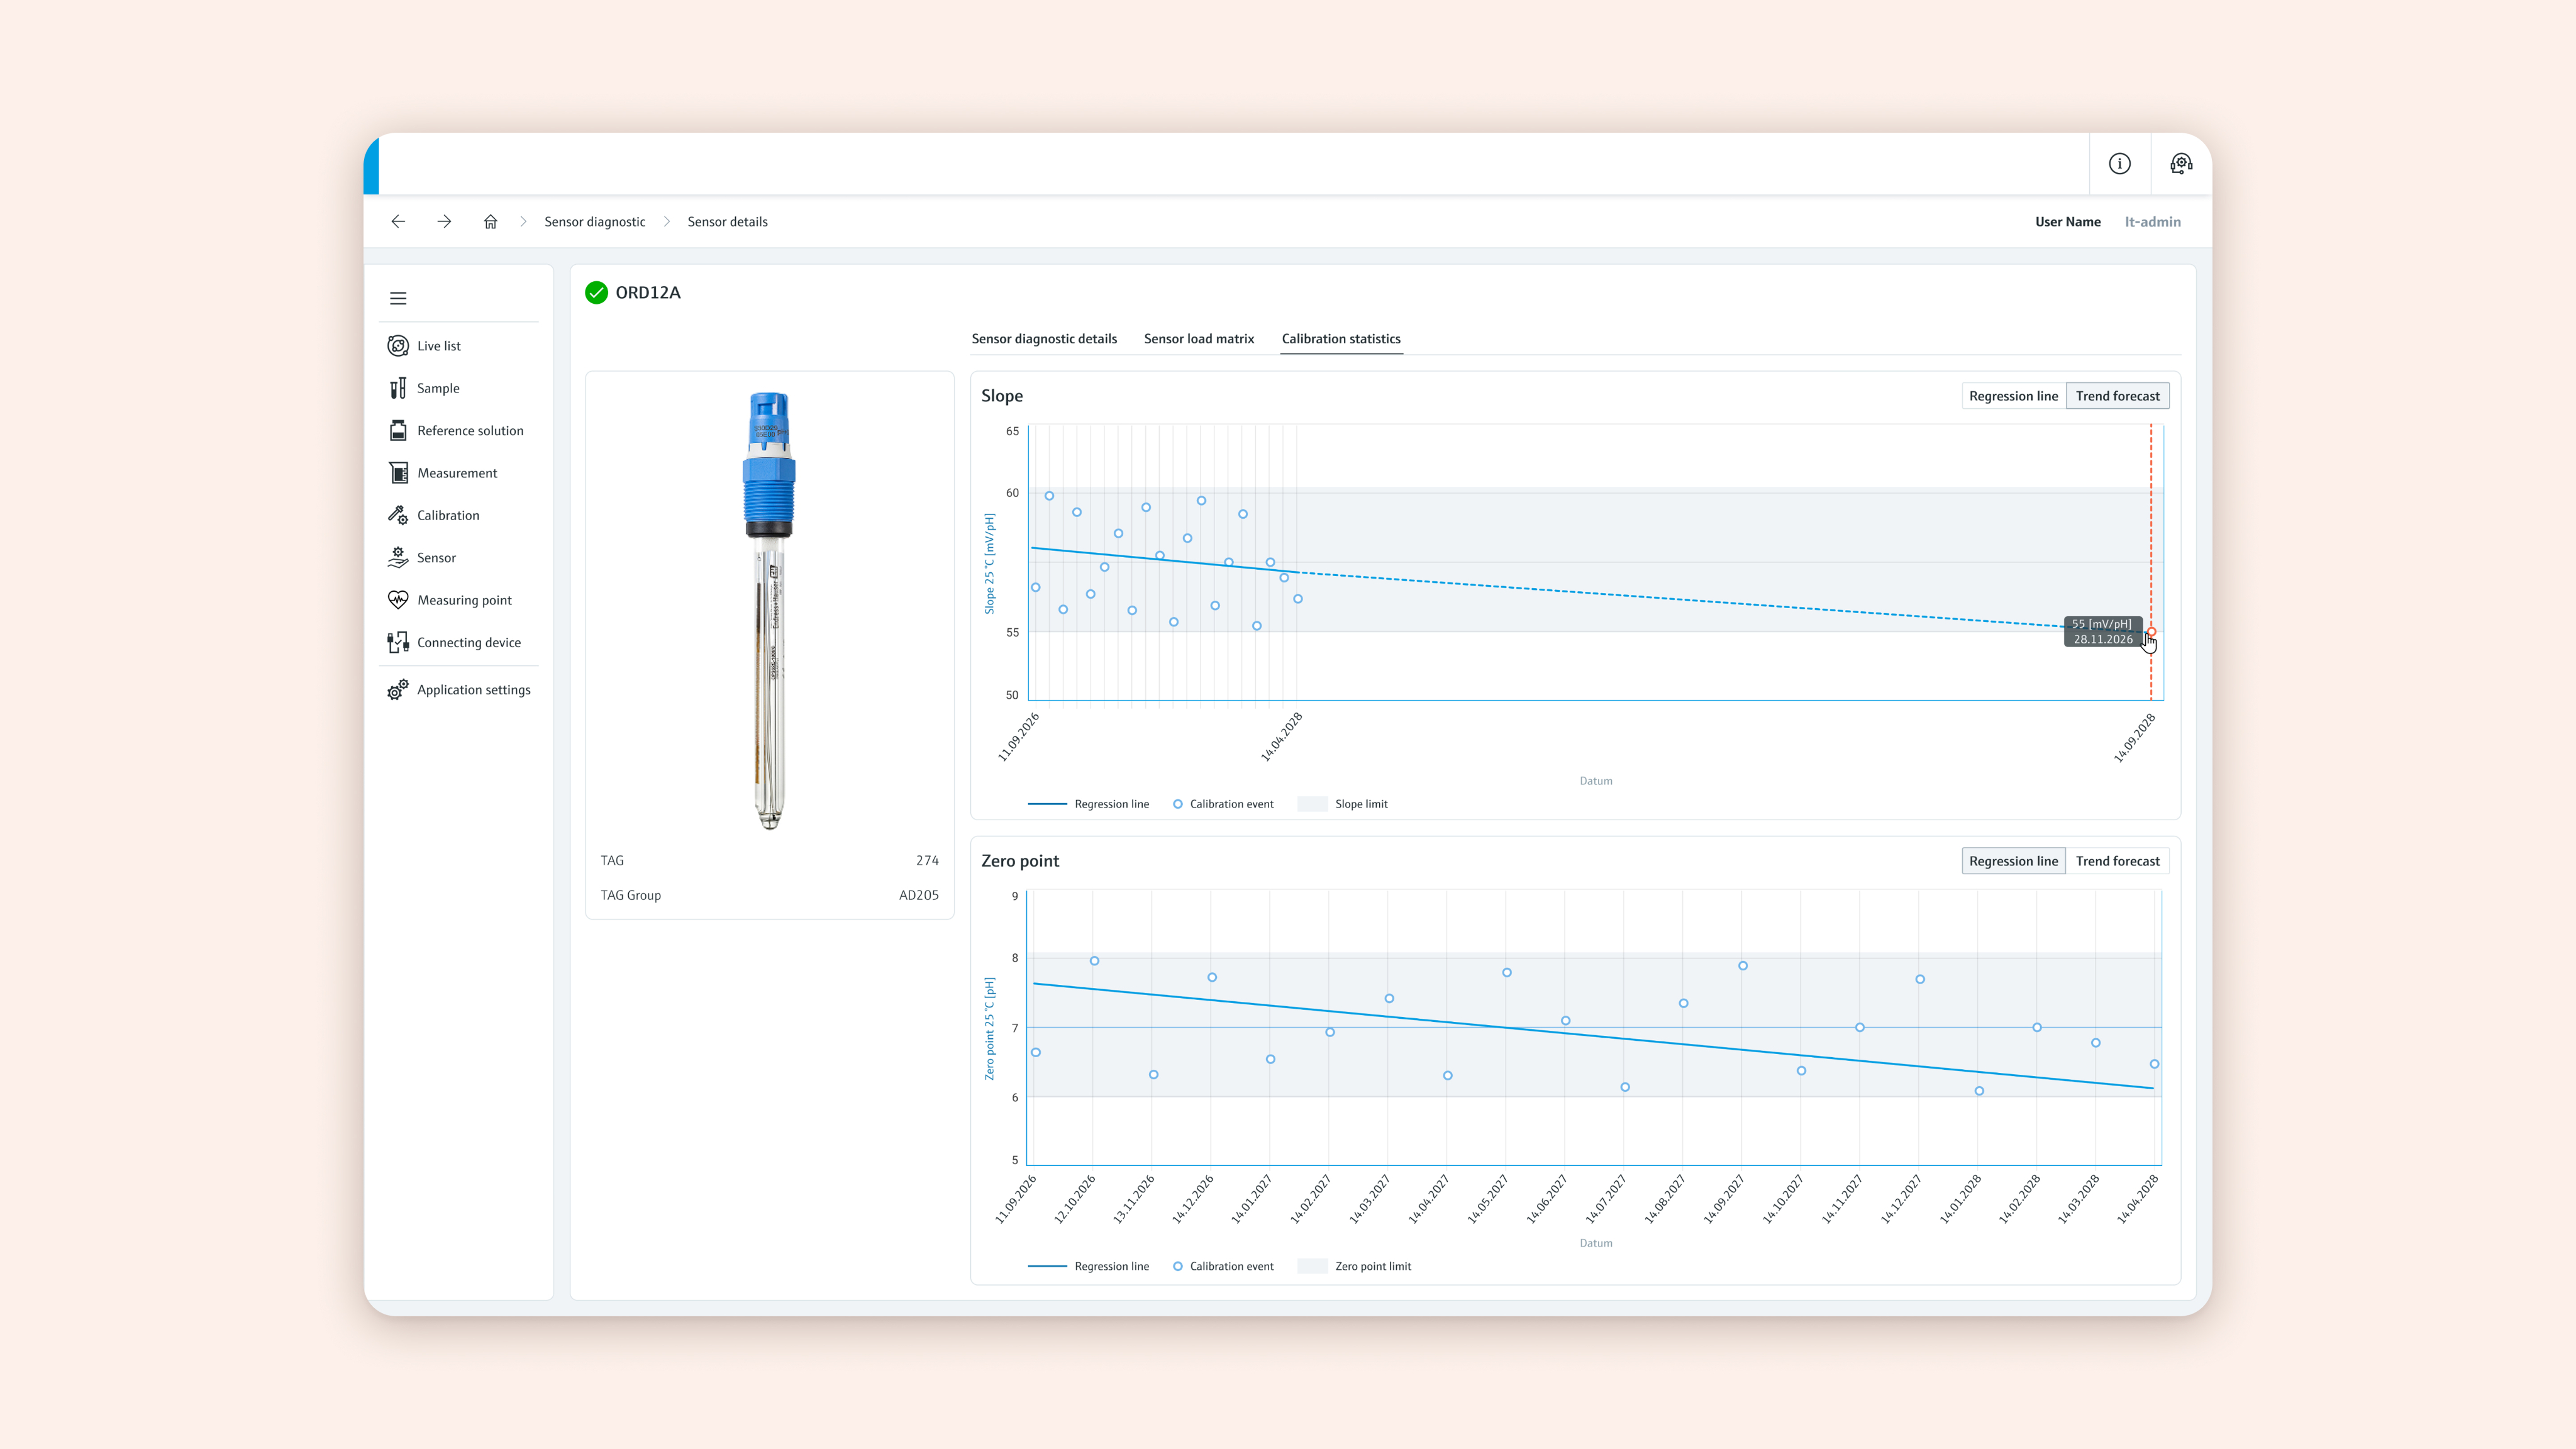 Sensor diagnostic
Sensor details
User Name
It-admin
Live list
Sample
Reference solution
Measurement
Calibration
Sensor
Measuring point
Connecting device
Application settings
ORD12A
Sensor diagnostic details
Sensor load matrix
Calibration statistics
Endress+Hauser
TAG
274
TAG Group
AD205
Slope
Regression line
Trend forecast
65
60
55
50
Slope 25 °C [mV/pH]
55 [mV/pH]
28.11.2026
11.09.2026
14.04.2028
14.09.2028
Datum
Regression line
Calibration event
Slope limit
Zero point
Regression line
Trend forecast
9
8
7
6
5
Zero point 25 °C [pH]
11.09.2026
12.10.2026
13.11.2026
14.12.2026
14.01.2027
14.02.2027
14.03.2027
14.04.2027
14.05.2027
14.06.2027
14.07.2027
14.08.2027
14.09.2027
14.10.2027
14.11.2027
14.12.2027
14.01.2028
14.02.2028
14.03.2028
14.04.2028
Datum
Regression line
Calibration event
Zero point limit